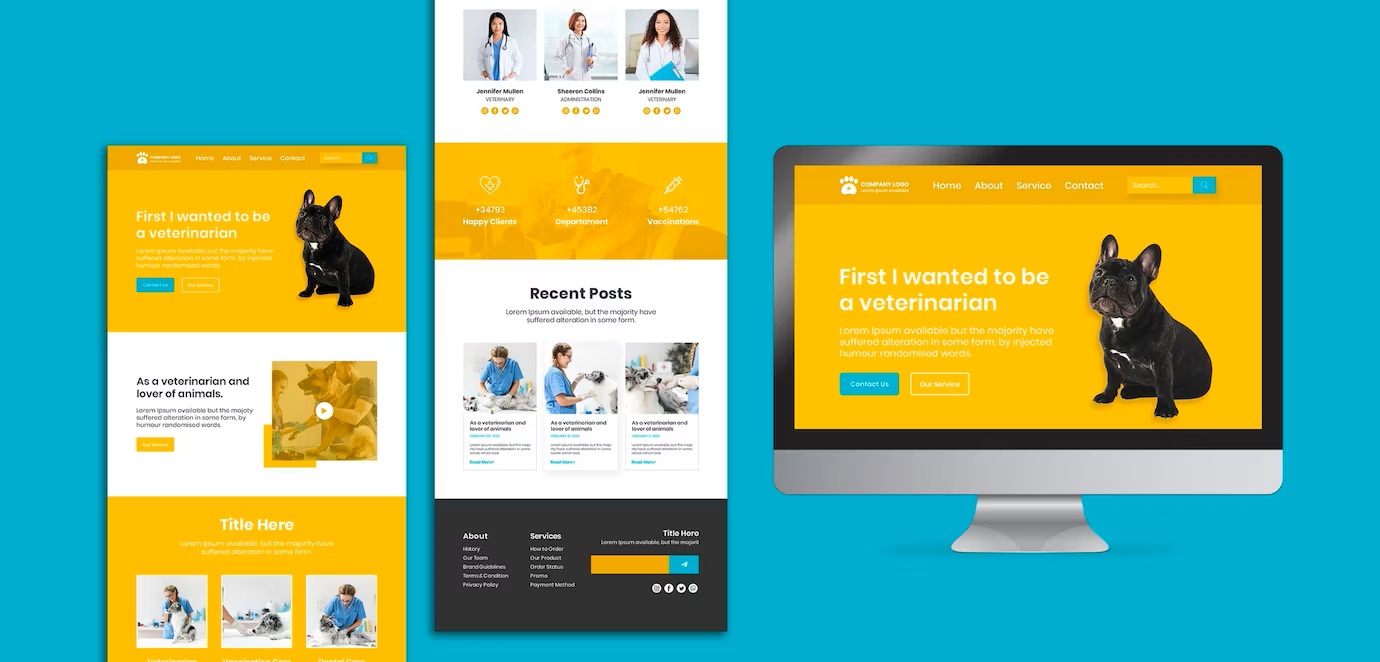 COMPANY LOGO
Home About Service Contact
Search..
First I wanted to be
a veterinarian
Lorem Ipsum available but the majority have
suffered alteration in some form, by injected
humour randomised words.
Contact Us
Our Service
As a veterinarian and
lover of animals.
Lorem Ipsum available but the majoty
suffered alteration in some form, by
humour randomised words.
Our Service
Title Here
Lorem Ipsum available, but the majority have
suffered alteration in some form.
Jennifer Mullen
VETERINARY
Sheeren Collins
ADMINISTRATION
Jennifer Mullen
VETERINARY
+34793
Happy Clients
+45382
Departament
+54762
Vaccinations
Recent Posts
Lorem Ipsum available, but the majority have
suffered alteration in some form.
As a veterinarian and
lover of animals
Read More+
As a veterinarian and
lover of animals
Read More+
As a veterinarian and
lover of animals
Read More+
About
History
Our Team
Brand Guidelines
Terms & Condition
Privacy Policy
Services
How to Order
Our Product
Order Status
Promo
Payment Method
Title Here
Lorem Ipsum available, but the majorit
COMPANY LOGO
Lorem ipsum available
Home About Service Contact
Search..
First I wanted to be
a veterinarian
Lorem Ipsum available but the majority have
suffered alteration in some form, by injected
humour randomised words.
Contact Us
Our Service